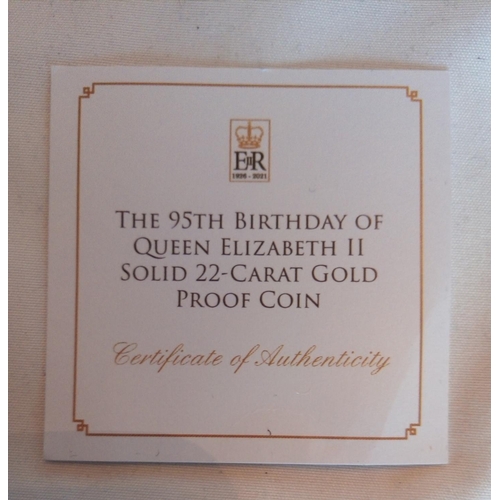 EIIR
1926 - 2021
THE 95TH BIRTHDAY OF
QUEEN ELIZABETH II
SOLID 22-CARAT GOLD
PROOF COIN
Certificate of Authenticity